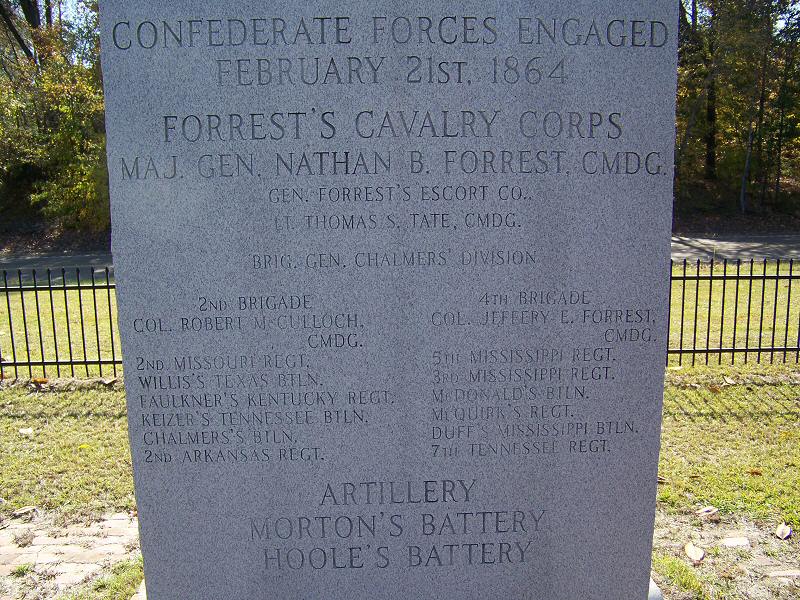 CONFEDERATE FORCES ENGAGED
FEBRUARY 21ST, 1864
FORREST'S CAVALRY CORPS
MAJ. GEN. NATHAN B. FORREST, CMDG.
GEN. FORREST'S ESCORT CO.,
LT. THOMAS S. TATE, CMDG.
BRIG. GEN. CHALMERS' DIVISION
2ND BRIGADE
COL. ROBERT McCULLOCH,
CMDG.
2ND MISSOURI REGT.
WILLIS'S TEXAS BTLN.
FAULKNER'S KENTUCKY REGT.
KEIZER'S TENNESSEE BTLN.
CHALMERS'S BTLN.
2ND ARKANSAS REGT.
4TH BRIGADE
COL. JEFFERY E. FORREST,
CMDG.
5TH MISSISSIPPI REGT.
3RD MISSISSIPPI REGT.
McDONALD'S BTLN.
McQUIRK'S REGT.
DUFF'S MISSISSIPPI BTLN.
7TH TENNESSEE REGT.
ARTILLERY
MORTON'S BATTERY
HOOLE'S BATTERY